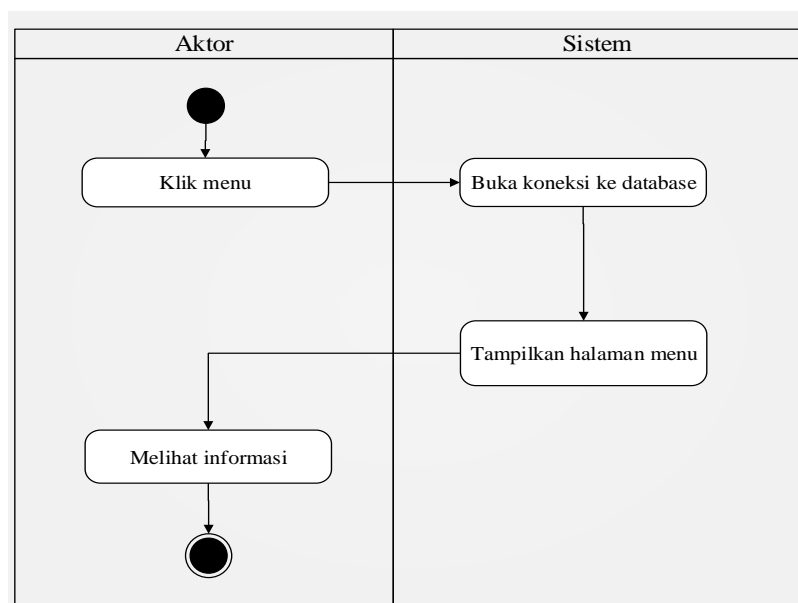 Aktor
Sistem
Klik menu
Buka koneksi ke database
Tampilkan halaman menu
Melihat informasi